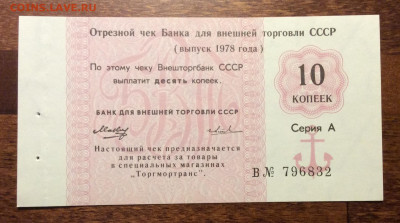 COINS.LAVE.RU
Отрезной чек Банка для внешней торговли СССР
(выпуск 1978 года)
По этому чеку Внешторгбанк СССР
выплатит десять копеек.
БАНК ДЛЯ ВНЕШНЕЙ ТОРГОВЛИ СССР
Настоящий чек предназначается
для расчета за товары
в специальных магазинах
"Торгмортранс".
10
КОПЕЕК
Серия А
В№ 796832